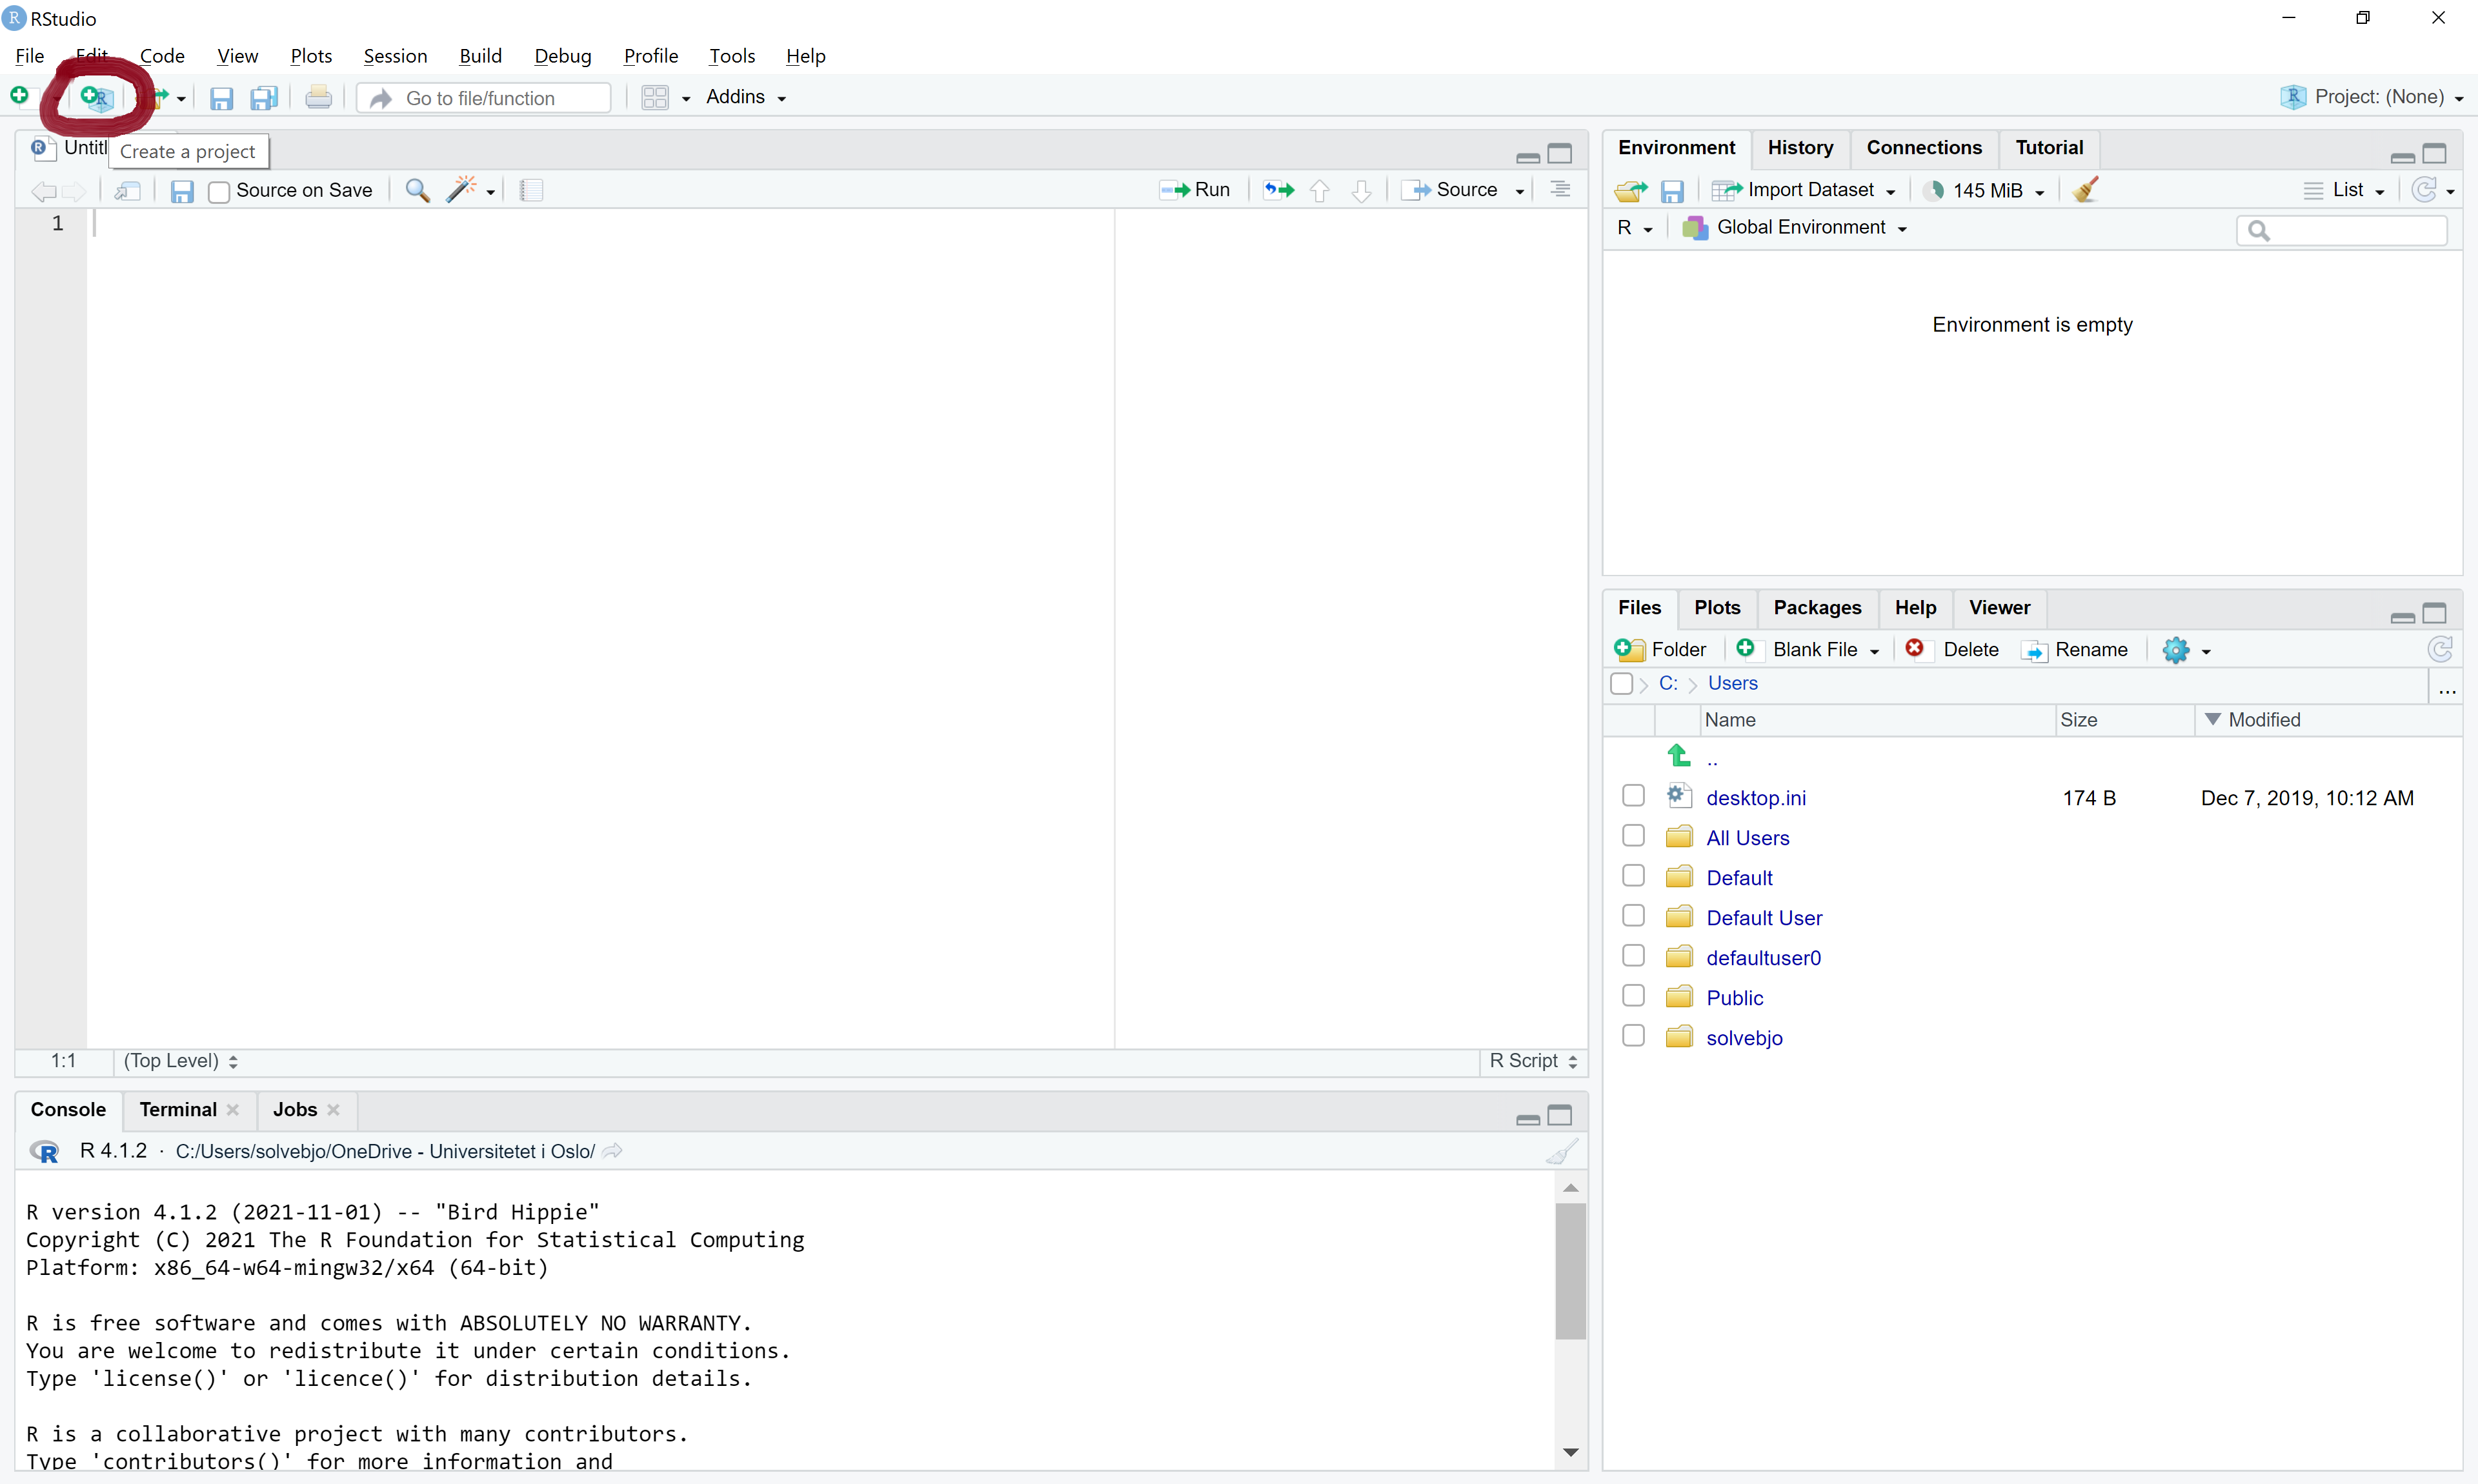 RStudio
File Edit Code View Plots Session Build Debug Profile Tools Help
Go to file/function Addins Project: (None)
Untitl
Create a project
Source on Save Run Source
1
1:1 (Top Level) R Script
Console Terminal Jobs
R 4.1.2 · C:/Users/solvebjo/OneDrive - Universitetet i Oslo/
R version 4.1.2 (2021-11-01) -- "Bird Hippie"
Copyright (C) 2021 The R Foundation for Statistical Computing
Platform: x86_64-w64-mingw32/x64 (64-bit)
R is free software and comes with ABSOLUTELY NO WARRANTY.
You are welcome to redistribute it under certain conditions.
Type 'license()' or 'licence()' for distribution details.
R is a collaborative project with many contributors.
Type 'contributors()' for more information and
Environment History Connections Tutorial
Import Dataset 145 MiB List
R Global Environment
Environment is empty
Files Plots Packages Help Viewer
Folder Blank File Delete Rename
C: Users ...
Name Size Modified
..
desktop.ini 174 B Dec 7, 2019, 10:12 AM
All Users
Default
Default User
defaultuser0
Public
solvebjo